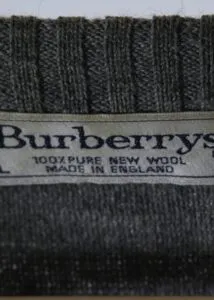 Burberrys
L 100% PURE NEW WOOL
MADE IN ENGLAND